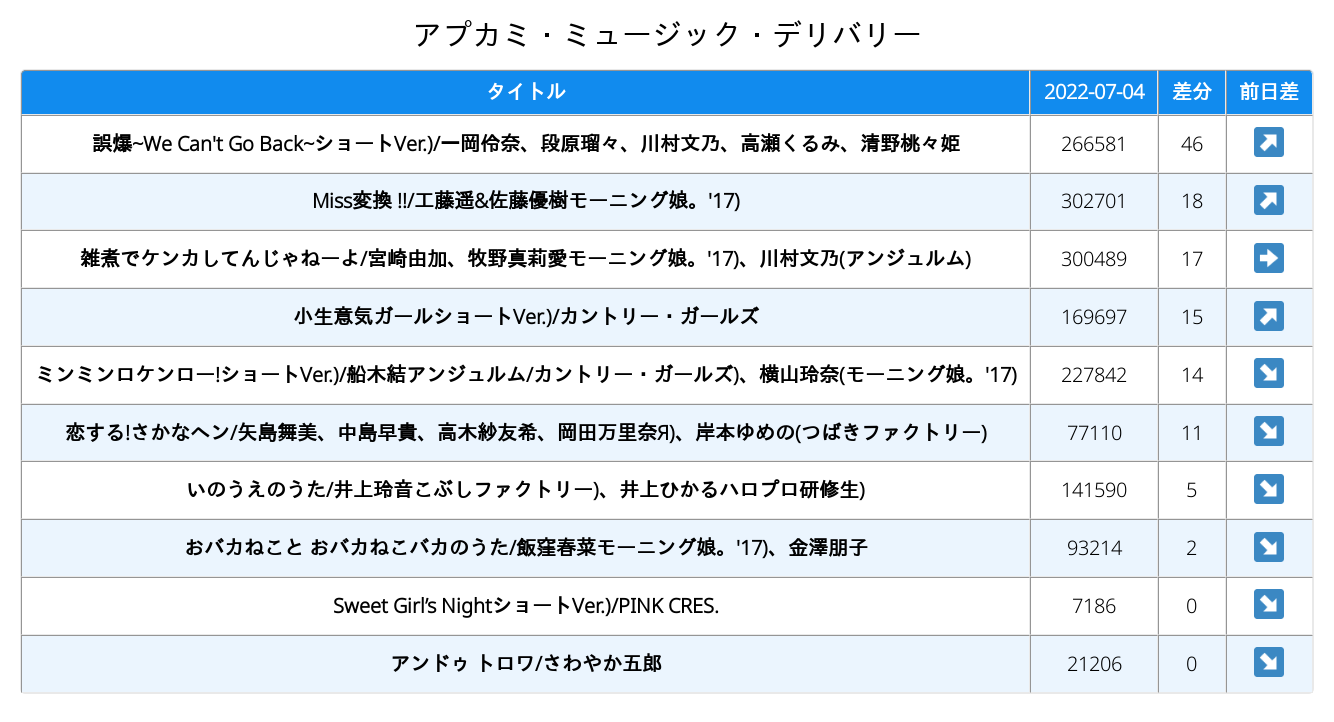 アプカミ・ミュージック・デリバリー
タイトル 2022-07-04 差分 前日差
誤爆~We Can't Go Back~ショートVer.)/一岡伶奈、段原瑠々、川村文乃、高瀬くるみ、清野桃々姫 266581 46
Miss変換 !!/工藤遥&佐藤優樹モーニング娘。'17) 302701 18
雑煮でケンカしてんじゃねーよ/宮崎由加、牧野真莉愛モーニング娘。'17)、川村文乃(アンジュルム) 300489 17
小生意気ガールショートVer.)/カントリー・ガールズ 169697 15
ミンミンロケンロー!ショートVer.)/船木結アンジュルム/カントリー・ガールズ)、横山玲奈(モーニング娘。'17) 227842 14
恋する!さかなヘン/矢島舞美、中島早貴、高木紗友希、岡田万里奈Я)、岸本ゆめの(つばきファクトリー) 77110 11
いのうえのうた/井上玲音こぶしファクトリー)、井上ひかるハロプロ研修生) 141590 5
おバカねこと おバカねこバカのうた/飯窪春菜モーニング娘。'17)、金澤朋子 93214 2
Sweet Girl’s NightショートVer.)/PINK CRES. 7186 0
アンドゥ トロワ/さわやか五郎 21206 0